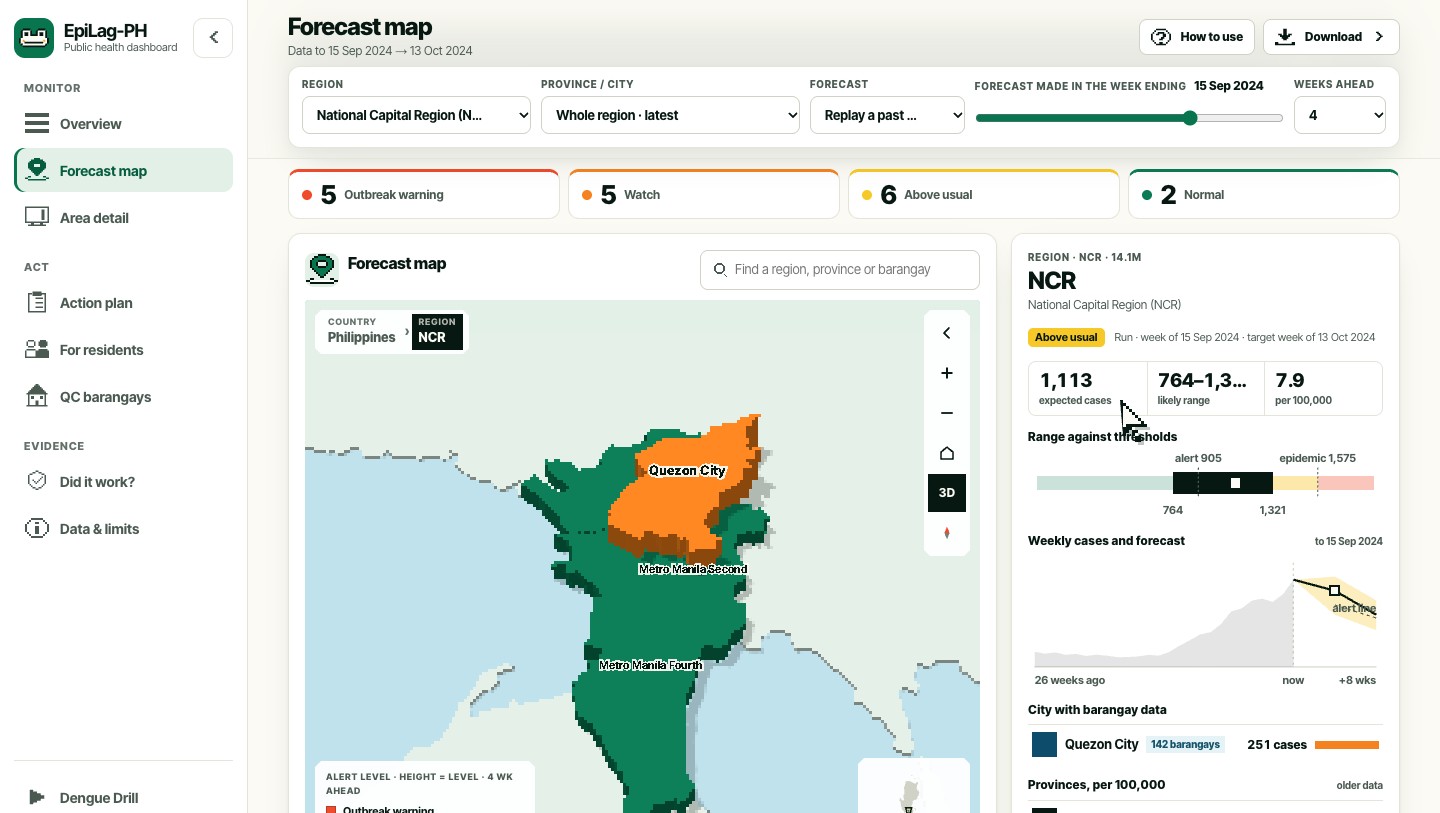 EpiLag-PH
Public health dashboard
MONITOR
Overview
Forecast map
Area detail
ACT
Action plan
For residents
QC barangays
EVIDENCE
Did it work?
Data & limits
Dengue Drill
Forecast map
Data to 15 Sep 2024 → 13 Oct 2024
How to use
Download
REGION
National Capital Region (N...
PROVINCE / CITY
Whole region · latest
FORECAST
Replay a past ...
FORECAST MADE IN THE WEEK ENDING 15 Sep 2024
WEEKS AHEAD
4
5 Outbreak warning
5 Watch
6 Above usual
2 Normal
Forecast map
Find a region, province or barangay
COUNTRY
Philippines
›
REGION
NCR
3D
Quezon City
Metro Manila Second
Metro Manila Fourth
ALERT LEVEL · HEIGHT = LEVEL · 4 WK
AHEAD
Outbreak warning
REGION · NCR · 14.1M
NCR
National Capital Region (NCR)
Above usual
Run · week of 15 Sep 2024 · target week of 13 Oct 2024
1,113
expected cases
764–1,3...
likely range
7.9
per 100,000
Range against thresholds
alert 905
epidemic 1,575
764
1,321
Weekly cases and forecast
to 15 Sep 2024
alert line
26 weeks ago
now
+8 wks
City with barangay data
Quezon City 142 barangays 251 cases
Provinces, per 100,000
older data